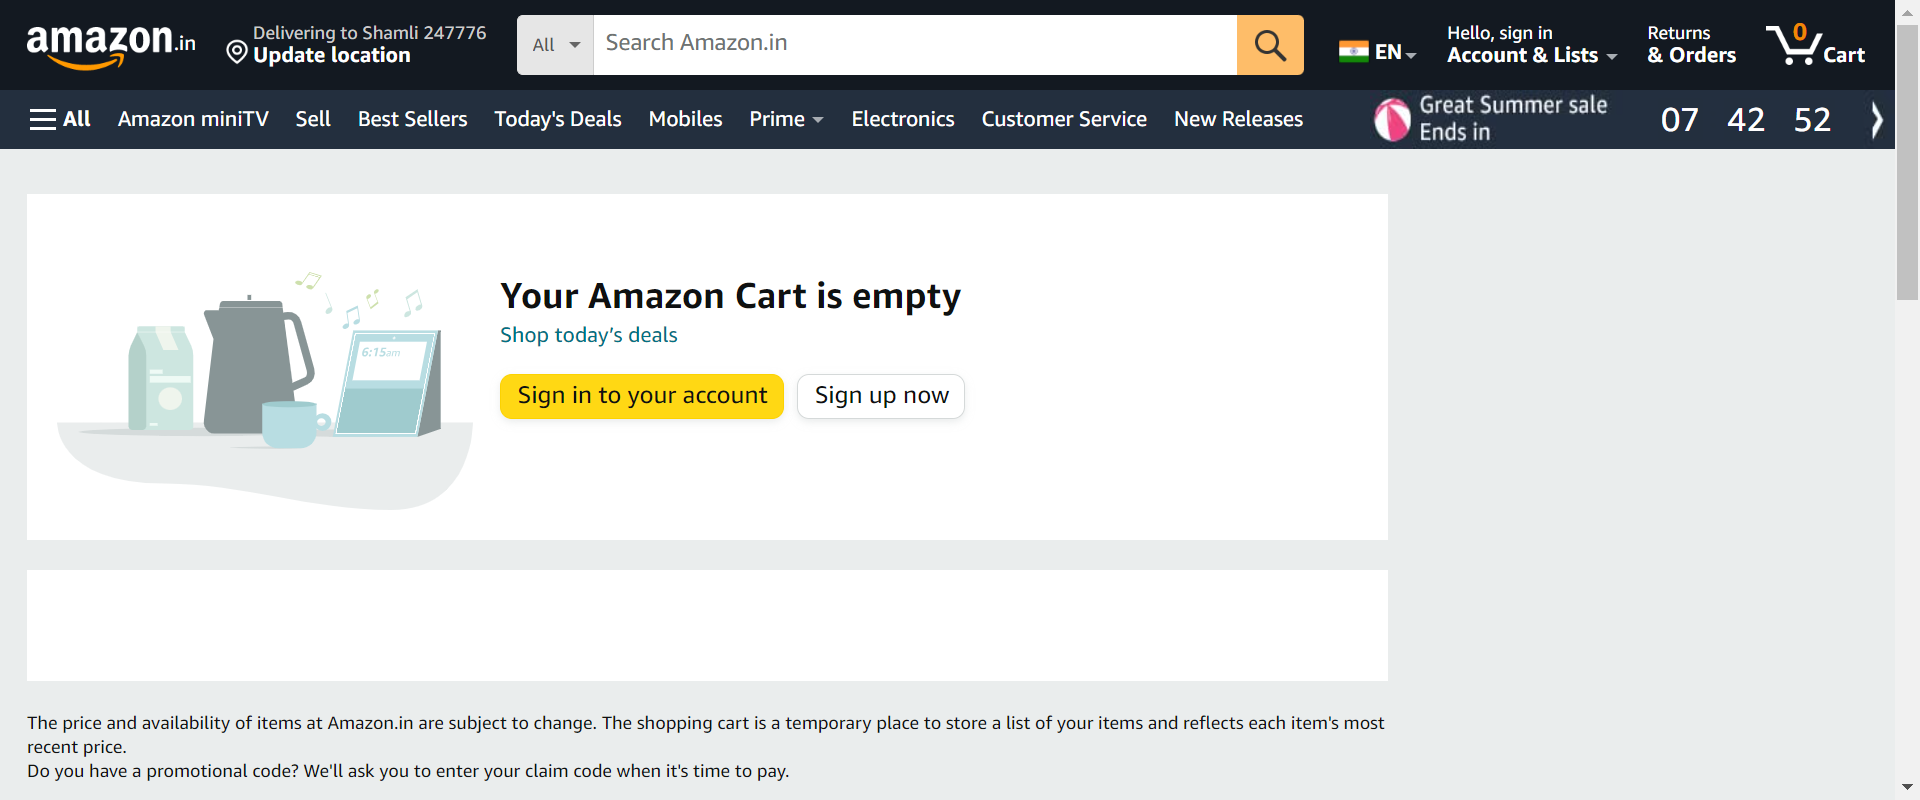 amazon.in
Delivering to Shamli 247776
Update location
All
Search Amazon.in
EN
Hello, sign in
Account & Lists
Returns
& Orders
0
Cart
All
Amazon miniTV
Sell
Best Sellers
Today's Deals
Mobiles
Prime
Electronics
Customer Service
New Releases
Great Summer sale
Ends in
07 42 52
6:15am
Your Amazon Cart is empty
Shop today’s deals
Sign in to your account
Sign up now
The price and availability of items at Amazon.in are subject to change. The shopping cart is a temporary place to store a list of your items and reflects each item's most
recent price.
Do you have a promotional code? We'll ask you to enter your claim code when it's time to pay.